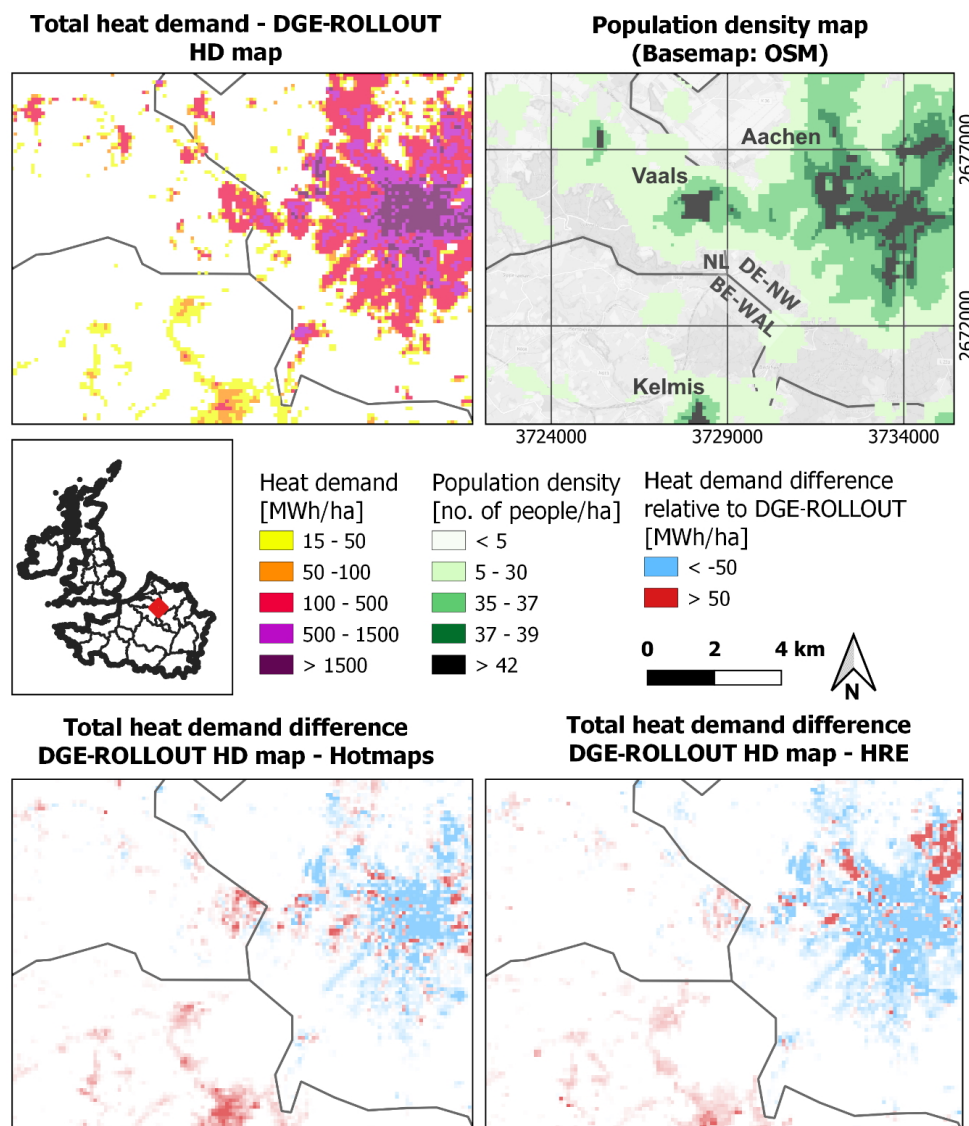 Total heat demand - DGE-ROLLOUT
HD map
Population density map
(Basemap: OSM)
Aachen
Vaals
NL
DE-NW
BE-WAL
Kelmis
2677000
2672000
3724000
3729000
3734000
Heat demand
[MWh/ha]
15 - 50
50 -100
100 - 500
500 - 1500
> 1500
Population density
[no. of people/ha]
< 5
5 - 30
35 - 37
37 - 39
> 42
Heat demand difference
relative to DGE-ROLLOUT
[MWh/ha]
< -50
> 50
0
2
4 km
N
Total heat demand difference
DGE-ROLLOUT HD map - Hotmaps
Total heat demand difference
DGE-ROLLOUT HD map - HRE